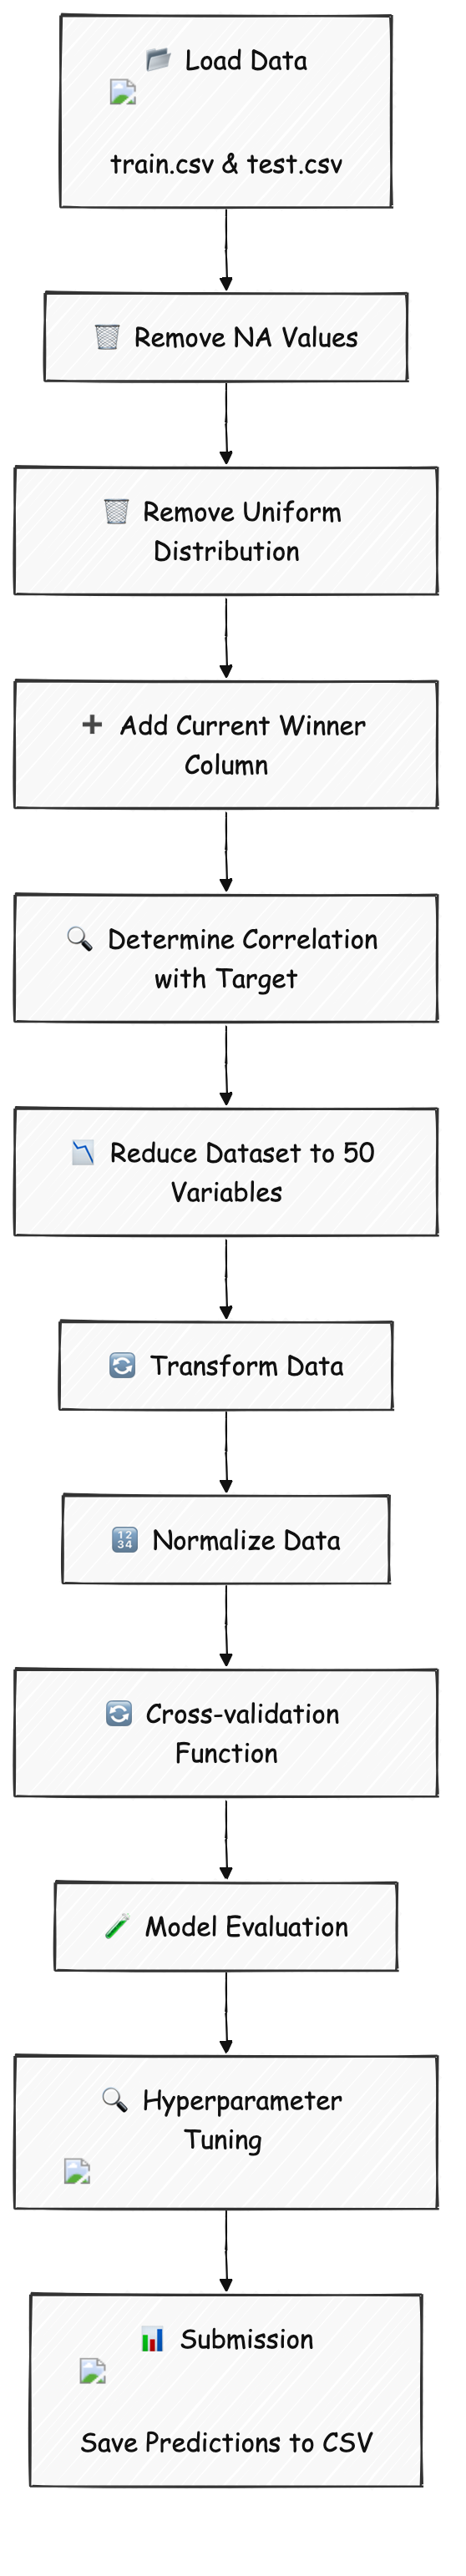 📂 Load Data
train.csv & test.csv
🗑️ Remove NA Values
🗑️ Remove Uniform
Distribution
➕ Add Current Winner
Column
🔍 Determine Correlation
with Target
📉 Reduce Dataset to 50
Variables
🔄 Transform Data
🔢 Normalize Data
🔄 Cross-validation
Function
🧪 Model Evaluation
🔍 Hyperparameter
Tuning
📊 Submission
Save Predictions to CSV